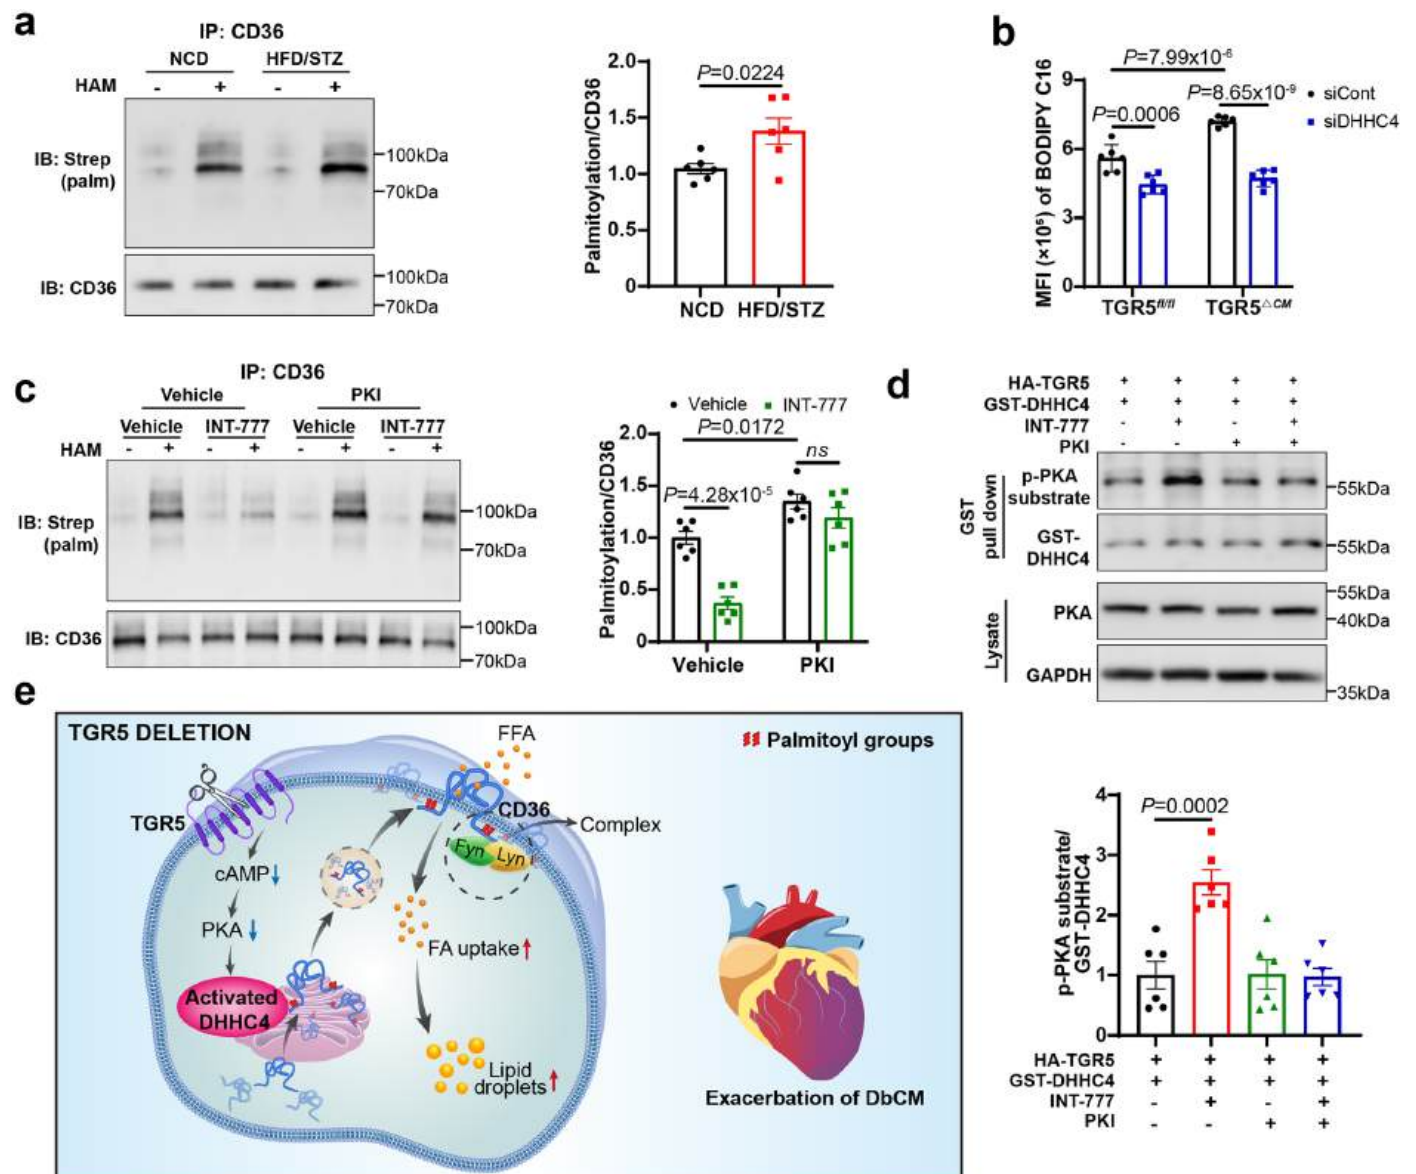 a
IP: CD36
NCD HFD/STZ
HAM - + - +
IB: Strep
(palm)
100kDa
70kDa
IB: CD36
100kDa
70kDa
Palmitoylation/CD36
2.0
1.5
1.0
0.5
0
P=0.0224
NCD HFD/STZ
b
MFI (×10⁵) of BODIPY C16
9
6
3
0
P=7.99x10⁻⁶
P=0.0006
P=8.65x10⁻⁹
siCont
siDHHC4
TGR5fl/fl TGR5△CM
c
IP: CD36
Vehicle PKI
Vehicle INT-777 Vehicle INT-777
HAM - + - + - + - +
IB: Strep
(palm)
100kDa
70kDa
IB: CD36
100kDa
70kDa
Vehicle INT-777
Palmitoylation/CD36
2.0
1.5
1.0
0.5
0
P=0.0172
P=4.28x10⁻⁵
ns
Vehicle PKI
d
HA-TGR5 + + + +
GST-DHHC4 + + + +
INT-777 - + - +
PKI - - + +
GST
pull down
p-PKA
substrate
55kDa
GST-
DHHC4
55kDa
Lysate
PKA
55kDa
40kDa
GAPDH
35kDa
p-PKA substrate/
GST-DHHC4
4
3
2
1
0
P=0.0002
HA-TGR5 + + + +
GST-DHHC4 + + + +
INT-777 - + - +
PKI - - + +
e
TGR5 DELETION
FFA
Palmitoyl groups
TGR5
CD36
Complex
Fyn
Lyn
cAMP
PKA
FA uptake
Activated
DHHC4
Lipid
droplets
Exacerbation of DbCM